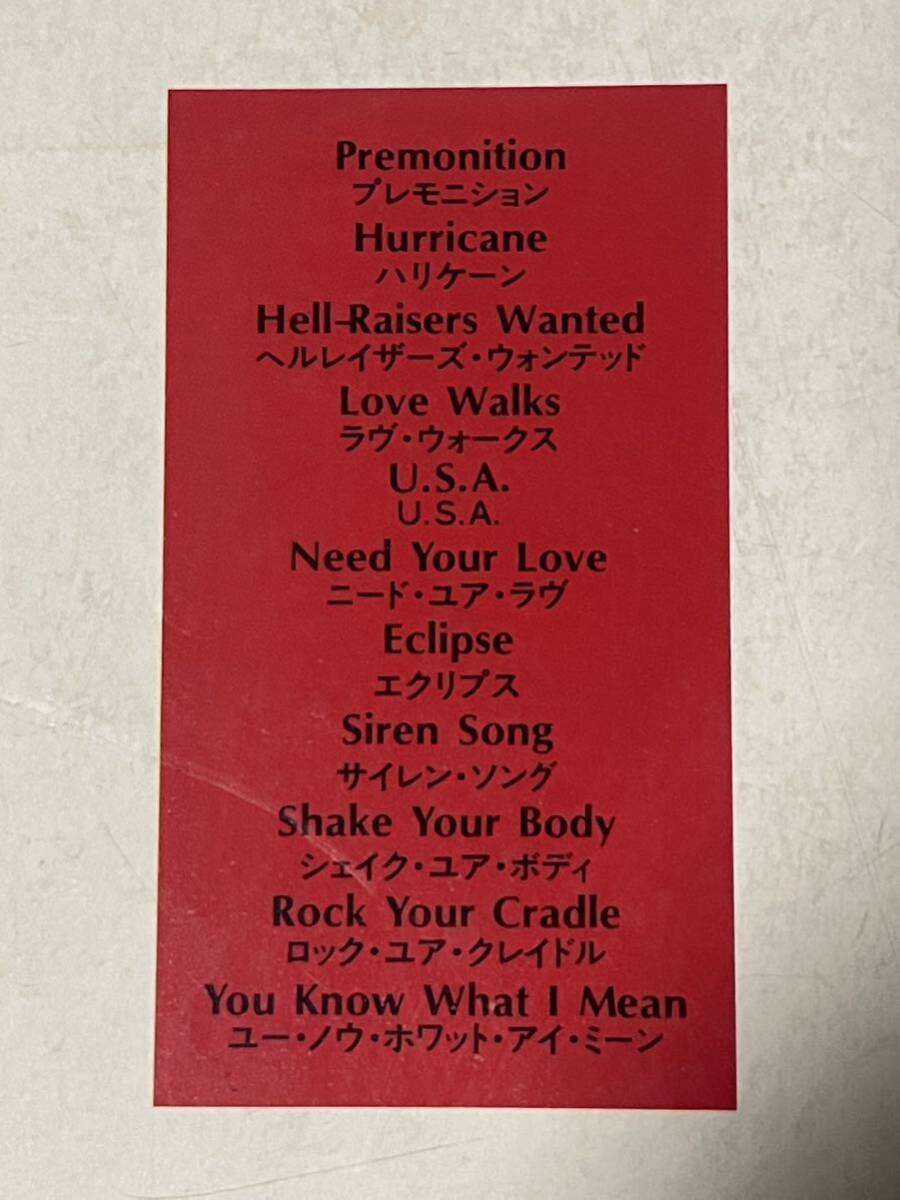 Premonition
プレモニション
Hurricane
ハリケーン
Hell-Raisers Wanted
ヘルレイザーズ・ウォンテッド
Love Walks
ラヴ・ウォークス
U.S.A.
U.S.A.
Need Your Love
ニード・ユア・ラヴ
Eclipse
エクリプス
Siren Song
サイレン・ソング
Shake Your Body
シェイク・ユア・ボディ
Rock Your Cradle
ロック・ユア・クレイドル
You Know What I Mean
ユー・ノウ・ホワット・アイ・ミーン